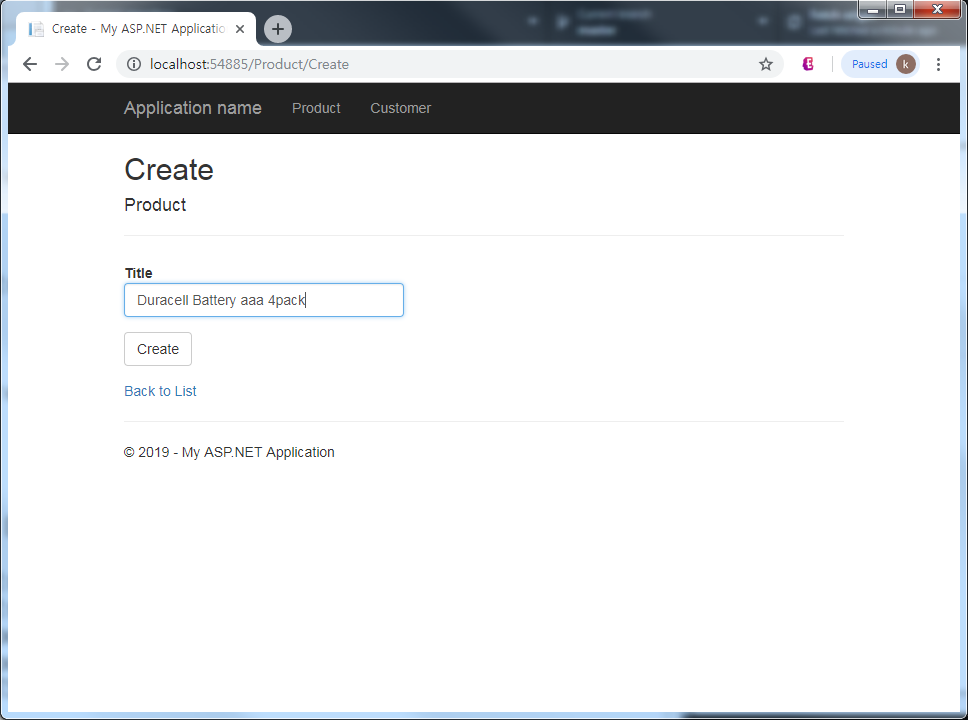 Create - My ASP.NET Applicatio
localhost:54885/Product/Create
Paused
k
Application name
Product
Customer
Create
Product
Title
Duracell Battery aaa 4pack
Create
Back to List
© 2019 - My ASP.NET Application